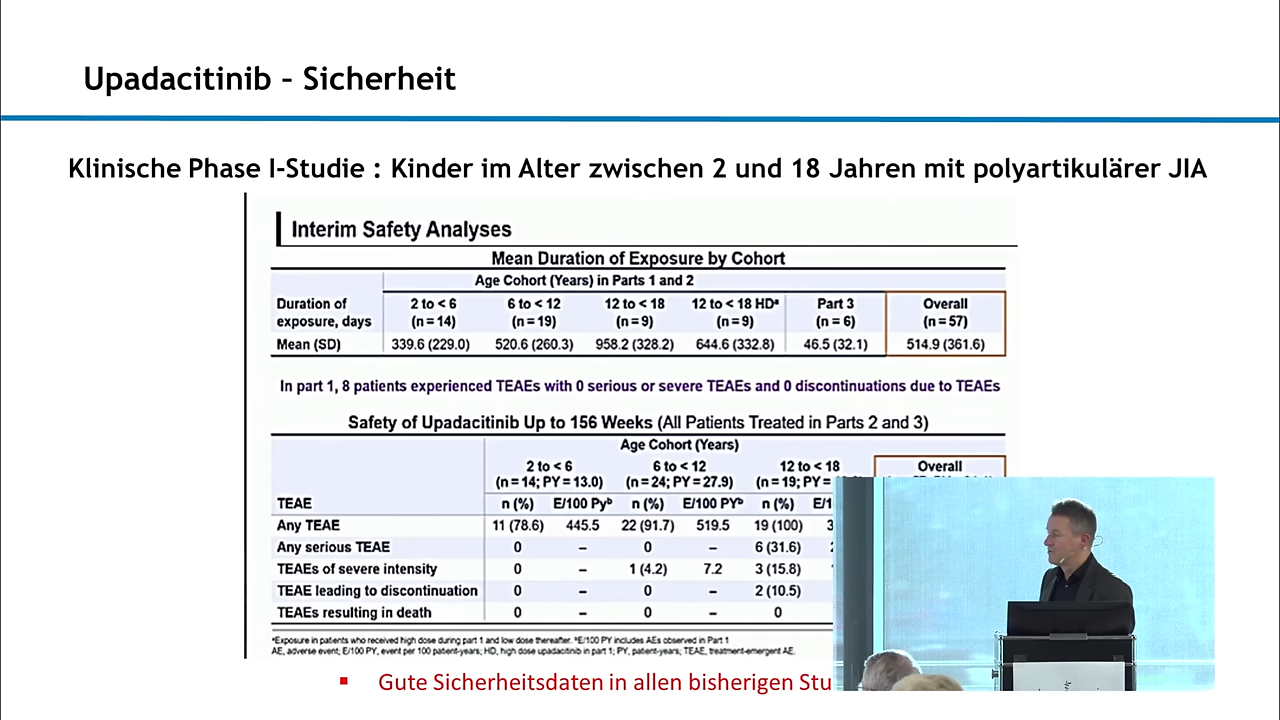 Upadacitinib – Sicherheit
Klinische Phase I-Studie : Kinder im Alter zwischen 2 und 18 Jahren mit polyartikulärer JIA
Interim Safety Analyses
Mean Duration of Exposure by Cohort
Age Cohort (Years) in Parts 1 and 2
Duration of exposure, days 2 to < 6 (n = 14) 6 to < 12 (n = 19) 12 to < 18 (n = 9) 12 to < 18 HDª (n = 9) Part 3 (n = 6) Overall (n = 57)
Mean (SD) 339.6 (229.0) 520.6 (260.3) 958.2 (328.2) 644.6 (332.8) 46.5 (32.1) 514.9 (361.6)
In part 1, 8 patients experienced TEAEs with 0 serious or severe TEAEs and 0 discontinuations due to TEAEs
Safety of Upadacitinib Up to 156 Weeks (All Patients Treated in Parts 2 and 3)
Age Cohort (Years)
2 to < 6 6 to < 12 12 to < 18 Overall
(n = 14; PY = 13.0) (n = 24; PY = 27.9) (n = 19; PY =
TEAE n (%) E/100 Pyᵇ n (%) E/100 PYᵇ n (%)
Any TEAE 11 (78.6) 445.5 22 (91.7) 519.5 19 (100)
Any serious TEAE 0 – 0 – 6 (31.6)
TEAEs of severe intensity 0 – 1 (4.2) 7.2 3 (15.8)
TEAE leading to discontinuation 0 – 0 – 2 (10.5)
TEAEs resulting in death 0 – 0 – 0
ªExposure in patients who received high dose during part 1 and low dose thereafter. ᵇE/100 PY includes AEs observed in Part 1
AE, adverse event; E/100 PY, event per 100 patient-years; HD, high dose upadacitinib in part 1; PY, patient-years; TEAE, treatment-emergent AE.
▪ Gute Sicherheitsdaten in allen bisherigen